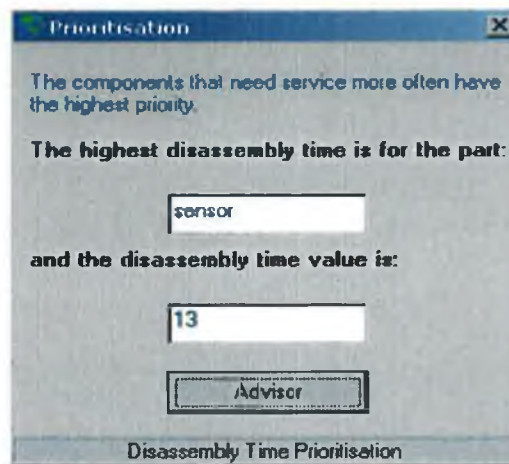 Prioritisation
The components that need service more often have
the highest priority.
The highest disassembly time is for the part:
sensor
and the disassembly time value is:
13
Advisor
Disassembly Time Prioritisation